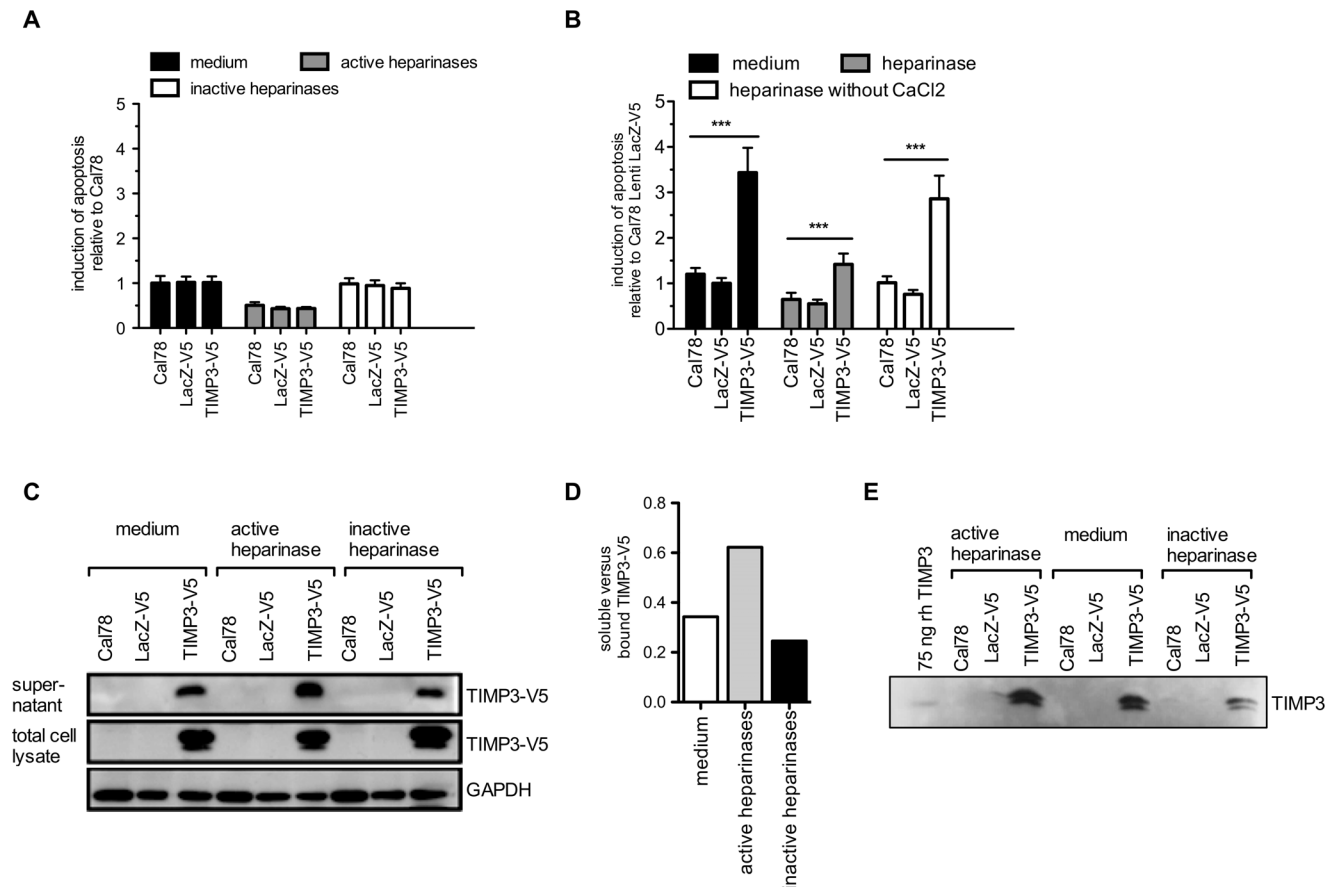 A
medium
active heparinases
inactive heparinases
induction of apoptosis
relative to Cal78
5
4
3
2
1
0
Cal78
LacZ-V5
TIMP3-V5
Cal78
LacZ-V5
TIMP3-V5
Cal78
LacZ-V5
TIMP3-V5
B
medium
heparinase
heparinase without CaCl2
induction of apoptosis
relative to Cal78 Lenti LacZ-V5
5
4
3
2
1
0
***
***
***
Cal78
LacZ-V5
TIMP3-V5
Cal78
LacZ-V5
TIMP3-V5
Cal78
LacZ-V5
TIMP3-V5
C
medium
active
heparinase
inactive
heparinase
Cal78
LacZ-V5
TIMP3-V5
Cal78
LacZ-V5
TIMP3-V5
Cal78
LacZ-V5
TIMP3-V5
super-
natant
TIMP3-V5
total cell
lysate
TIMP3-V5
GAPDH
D
soluble versus
bound TIMP3-V5
0.8
0.6
0.4
0.2
0.0
medium
active heparinases
inactive heparinases
E
active
heparinase
medium
inactive
heparinase
75 ng rh TIMP3
Cal78
LacZ-V5
TIMP3-V5
Cal78
LacZ-V5
TIMP3-V5
Cal78
LacZ-V5
TIMP3-V5
TIMP3